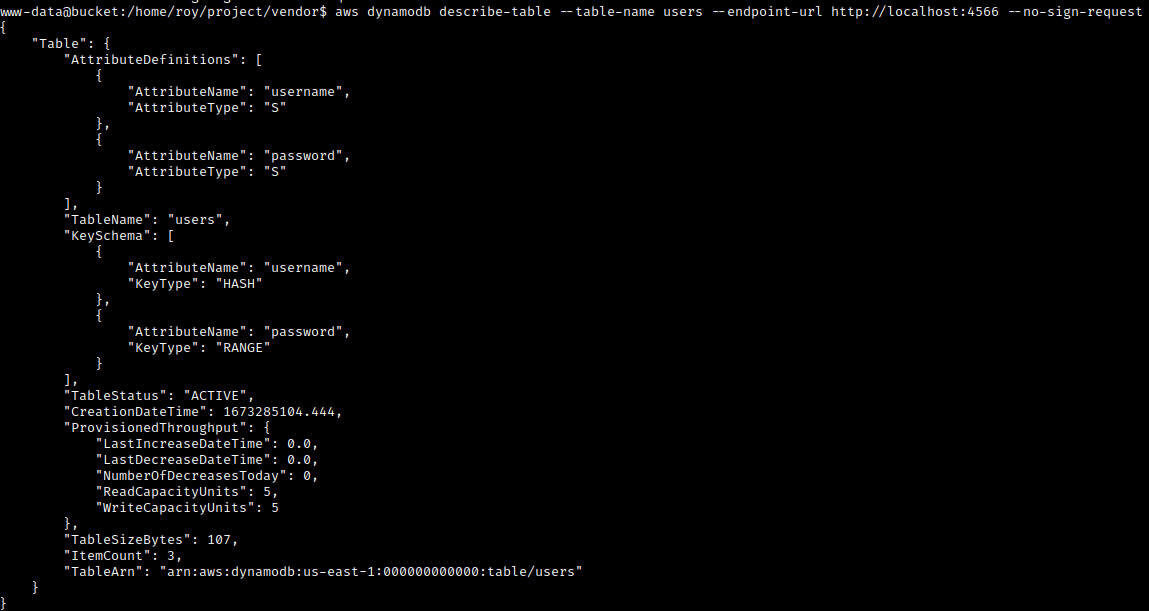 www-data@bucket:/home/roy/project/vendor$ aws dynamodb describe-table --table-name users --endpoint-url http://localhost:4566 --no-sign-request
{
    "Table": {
        "AttributeDefinitions": [
            {
                "AttributeName": "username",
                "AttributeType": "S"
            },
            {
                "AttributeName": "password",
                "AttributeType": "S"
            }
        ],
        "TableName": "users",
        "KeySchema": [
            {
                "AttributeName": "username",
                "KeyType": "HASH"
            },
            {
                "AttributeName": "password",
                "KeyType": "RANGE"
            }
        ],
        "TableStatus": "ACTIVE",
        "CreationDateTime": 1673285104.444,
        "ProvisionedThroughput": {
            "LastIncreaseDateTime": 0.0,
            "LastDecreaseDateTime": 0.0,
            "NumberOfDecreasesToday": 0,
            "ReadCapacityUnits": 5,
            "WriteCapacityUnits": 5
        },
        "TableSizeBytes": 107,
        "ItemCount": 3,
        "TableArn": "arn:aws:dynamodb:us-east-1:000000000000:table/users"
    }
}